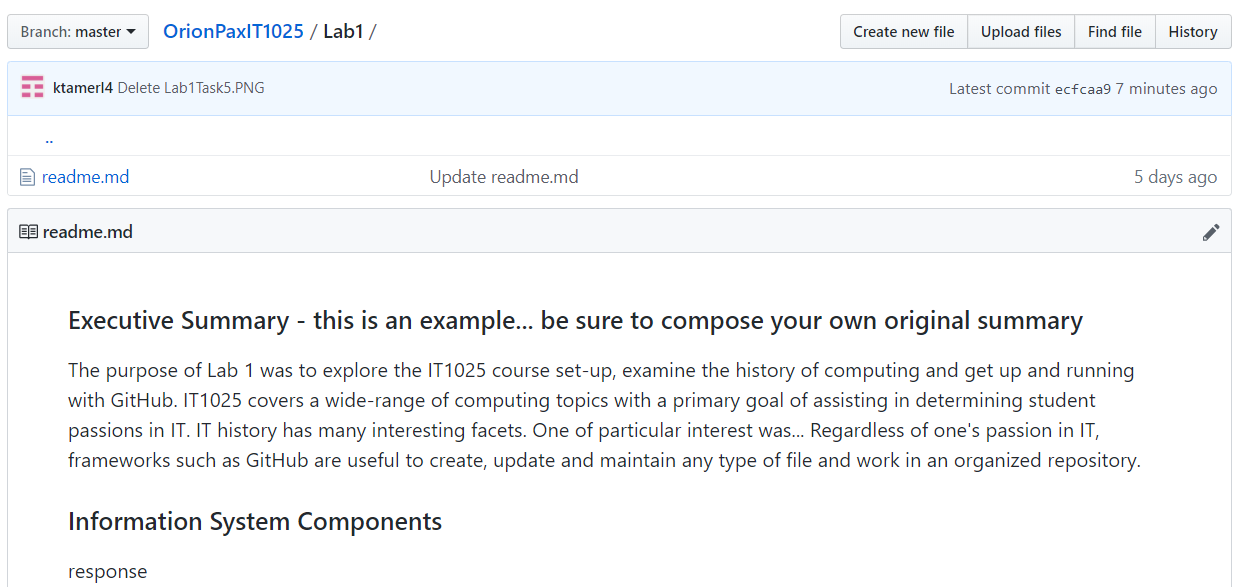 Branch: master OrionPaxIT1025 / Lab1 / Create new file Upload files Find file History
ktamerl4 Delete Lab1Task5.PNG Latest commit ecfcaa9 7 minutes ago
..
readme.md Update readme.md 5 days ago
readme.md
Executive Summary - this is an example... be sure to compose your own original summary
The purpose of Lab 1 was to explore the IT1025 course set-up, examine the history of computing and get up and running
with GitHub. IT1025 covers a wide-range of computing topics with a primary goal of assisting in determining student
passions in IT. IT history has many interesting facets. One of particular interest was... Regardless of one's passion in IT,
frameworks such as GitHub are useful to create, update and maintain any type of file and work in an organized repository.
Information System Components
response